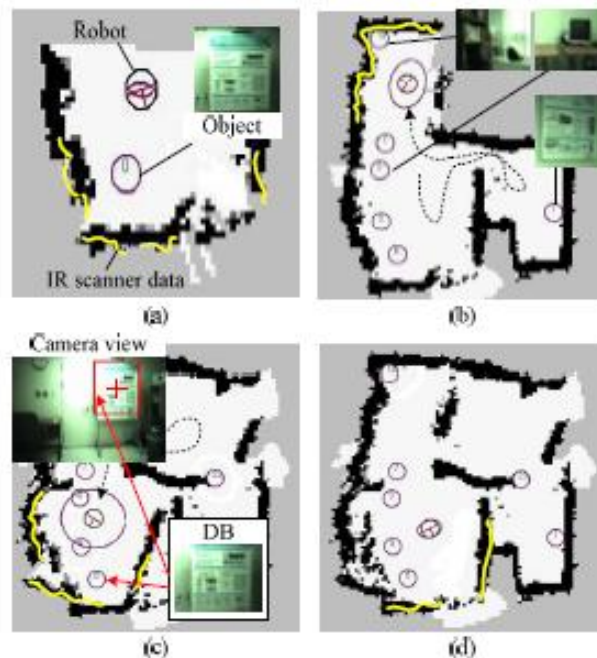 Robot
Object
IR scanner data
(a)
(b)
Camera view
DB
(c)
(d)